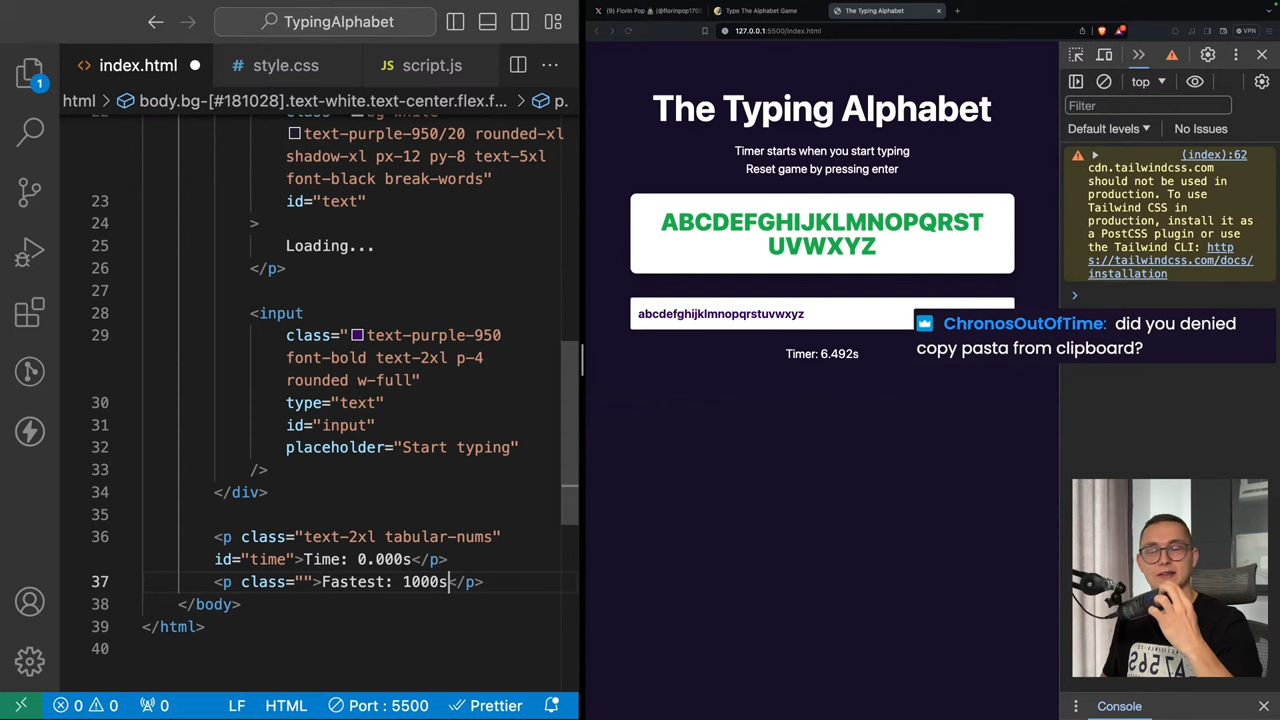 TypingAlphabet
index.html
style.css
script.js
html
body.bg-[#181028].text-white.text-center.flex.f...
p.
text-purple-950/20 rounded-xl
shadow-xl px-12 py-8 text-5xl
font-black break-words"
23 id="text"
24 >
25 Loading...
26 </p>
27
28 <input
29 class="text-purple-950
font-bold text-2xl p-4
rounded w-full"
30 type="text"
31 id="input"
32 placeholder="Start typing"
33 />
34 </div>
35
36 <p class="text-2xl tabular-nums"
id="time">Time: 0.000s</p>
37 <p class="">Fastest: 1000s</p>
38 </body>
39 </html>
40
1
0 0 0
LF
HTML
Port : 5500
Prettier
Type The Alphabet Game
The Typing Alphabet
127.0.0.1:5500/index.html
VPN
The Typing Alphabet
Timer starts when you start typing
Reset game by pressing enter
ABCDEFGHIJKLMNOPQRST
UVWXYZ
abcdefghijklmnopqrstuvwxyz
Timer: 6.492s
top
Filter
Default levels
No Issues
(index):62
cdn.tailwindcss.com
should not be used in
production. To use
Tailwind CSS in
production, install it as
a PostCSS plugin or use
the Tailwind CLI: http
s://tailwindcss.com/docs/
installation
ChronosOutOfTime: did you denied
copy pasta from clipboard?
Console